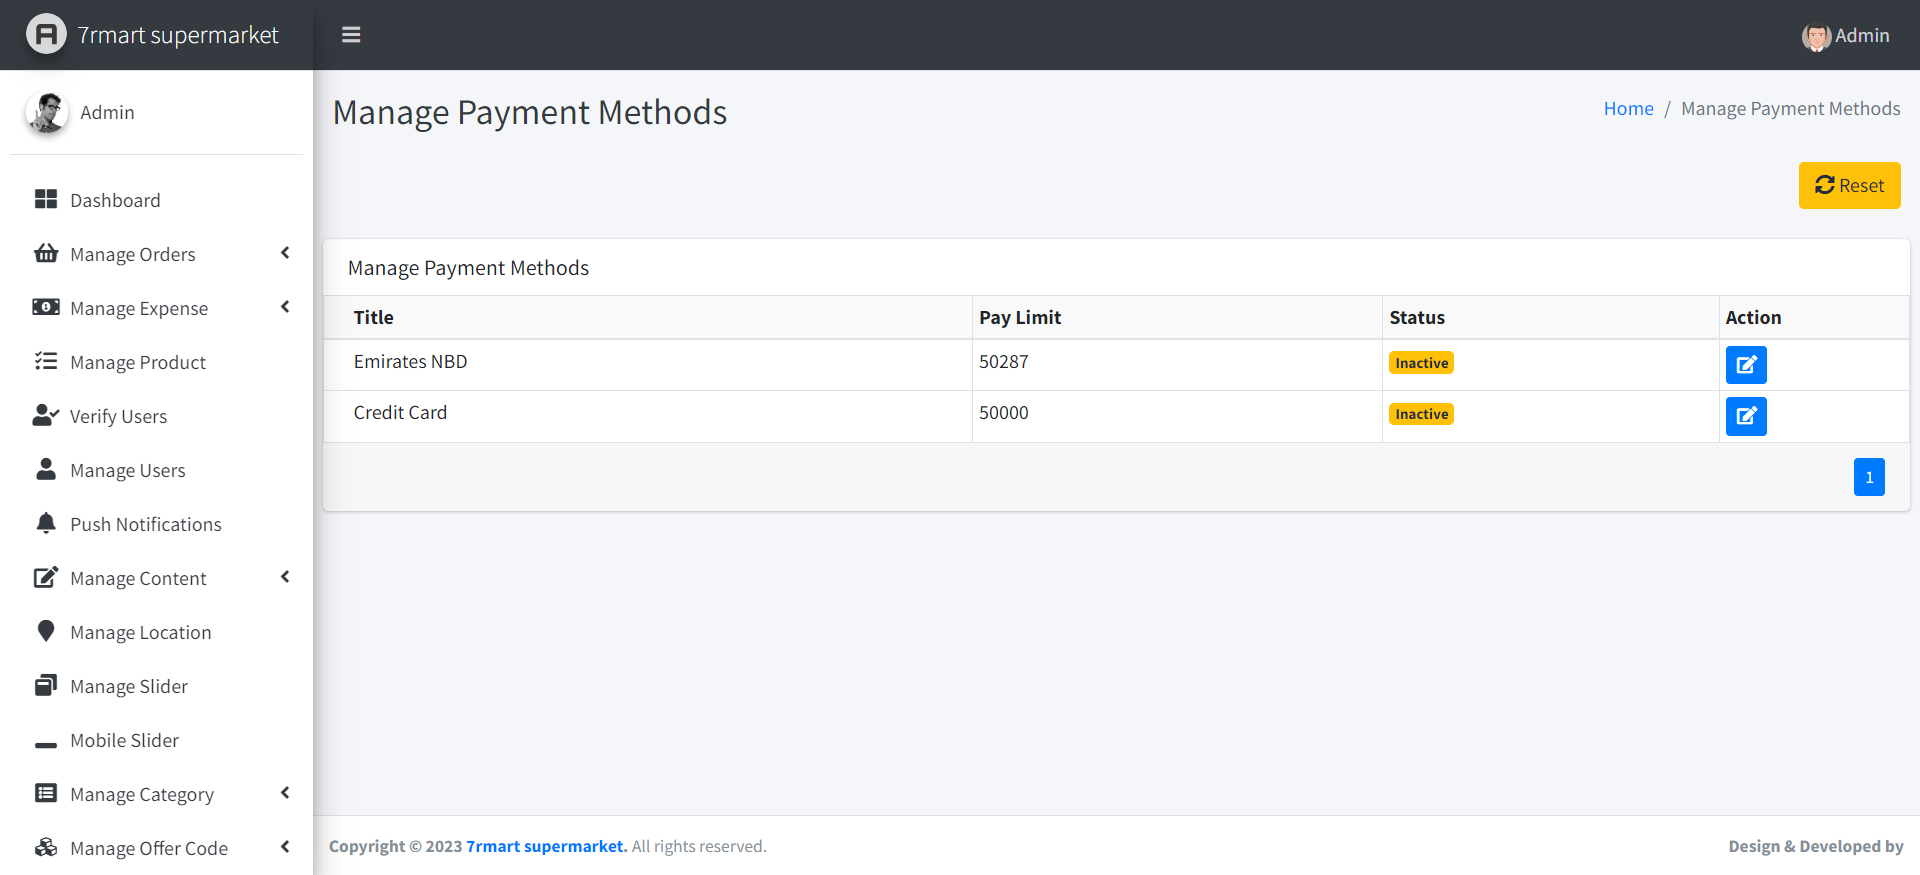 7rmart supermarket
Admin
Admin
Dashboard
Manage Orders
Manage Expense
Manage Product
Verify Users
Manage Users
Push Notifications
Manage Content
Manage Location
Manage Slider
Mobile Slider
Manage Category
Manage Offer Code
Manage Payment Methods
Home / Manage Payment Methods
Reset
Manage Payment Methods
Title Pay Limit Status Action
Emirates NBD 50287 Inactive
Credit Card 50000 Inactive
1
Copyright © 2023 7rmart supermarket. All rights reserved.
Design & Developed by